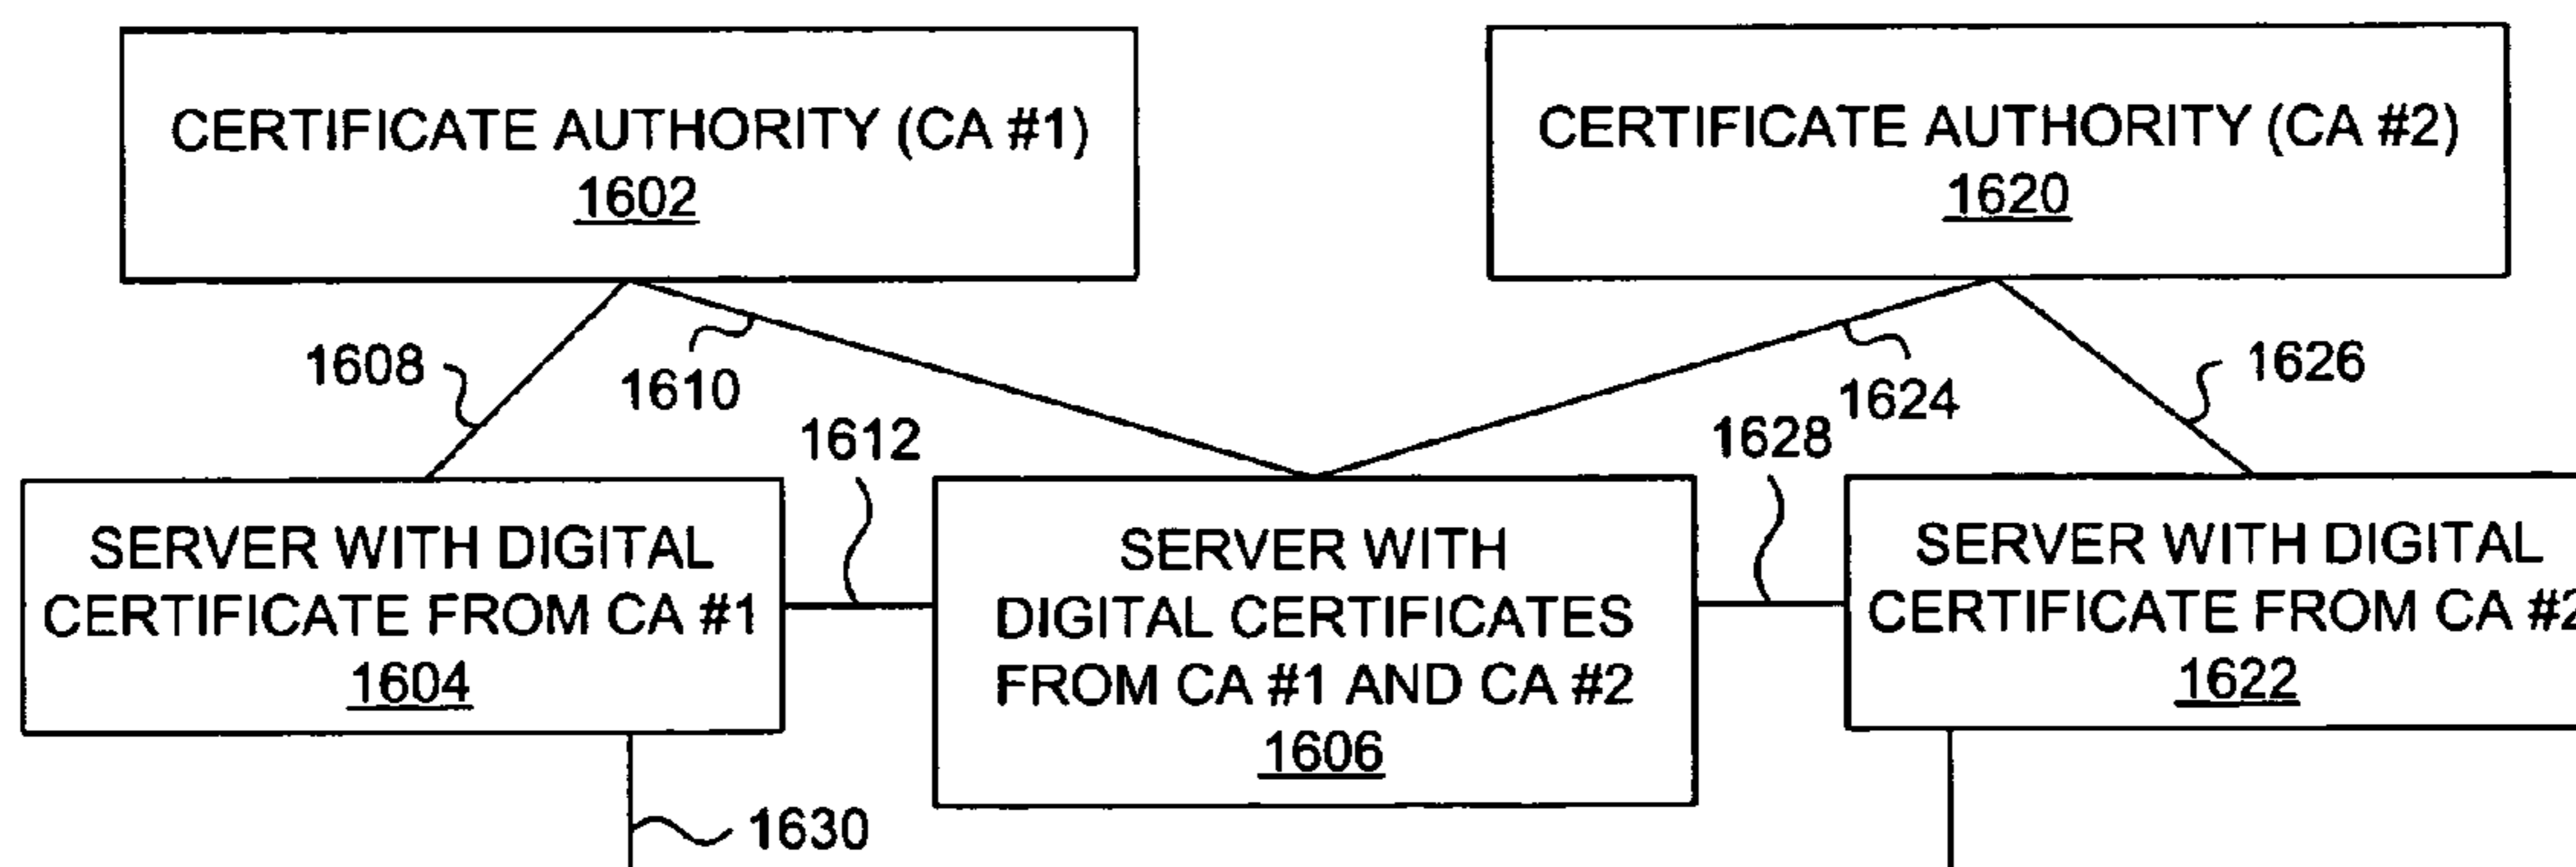 CERTIFICATE AUTHORITY (CA #1)
1602
CERTIFICATE AUTHORITY (CA #2)
1620
1608
1610
1612
1624
1626
1628
SERVER WITH DIGITAL
CERTIFICATE FROM CA #1
1604
SERVER WITH
DIGITAL CERTIFICATES
FROM CA #1 AND CA #2
1606
SERVER WITH DIGITAL
CERTIFICATE FROM CA #2
1622
1630